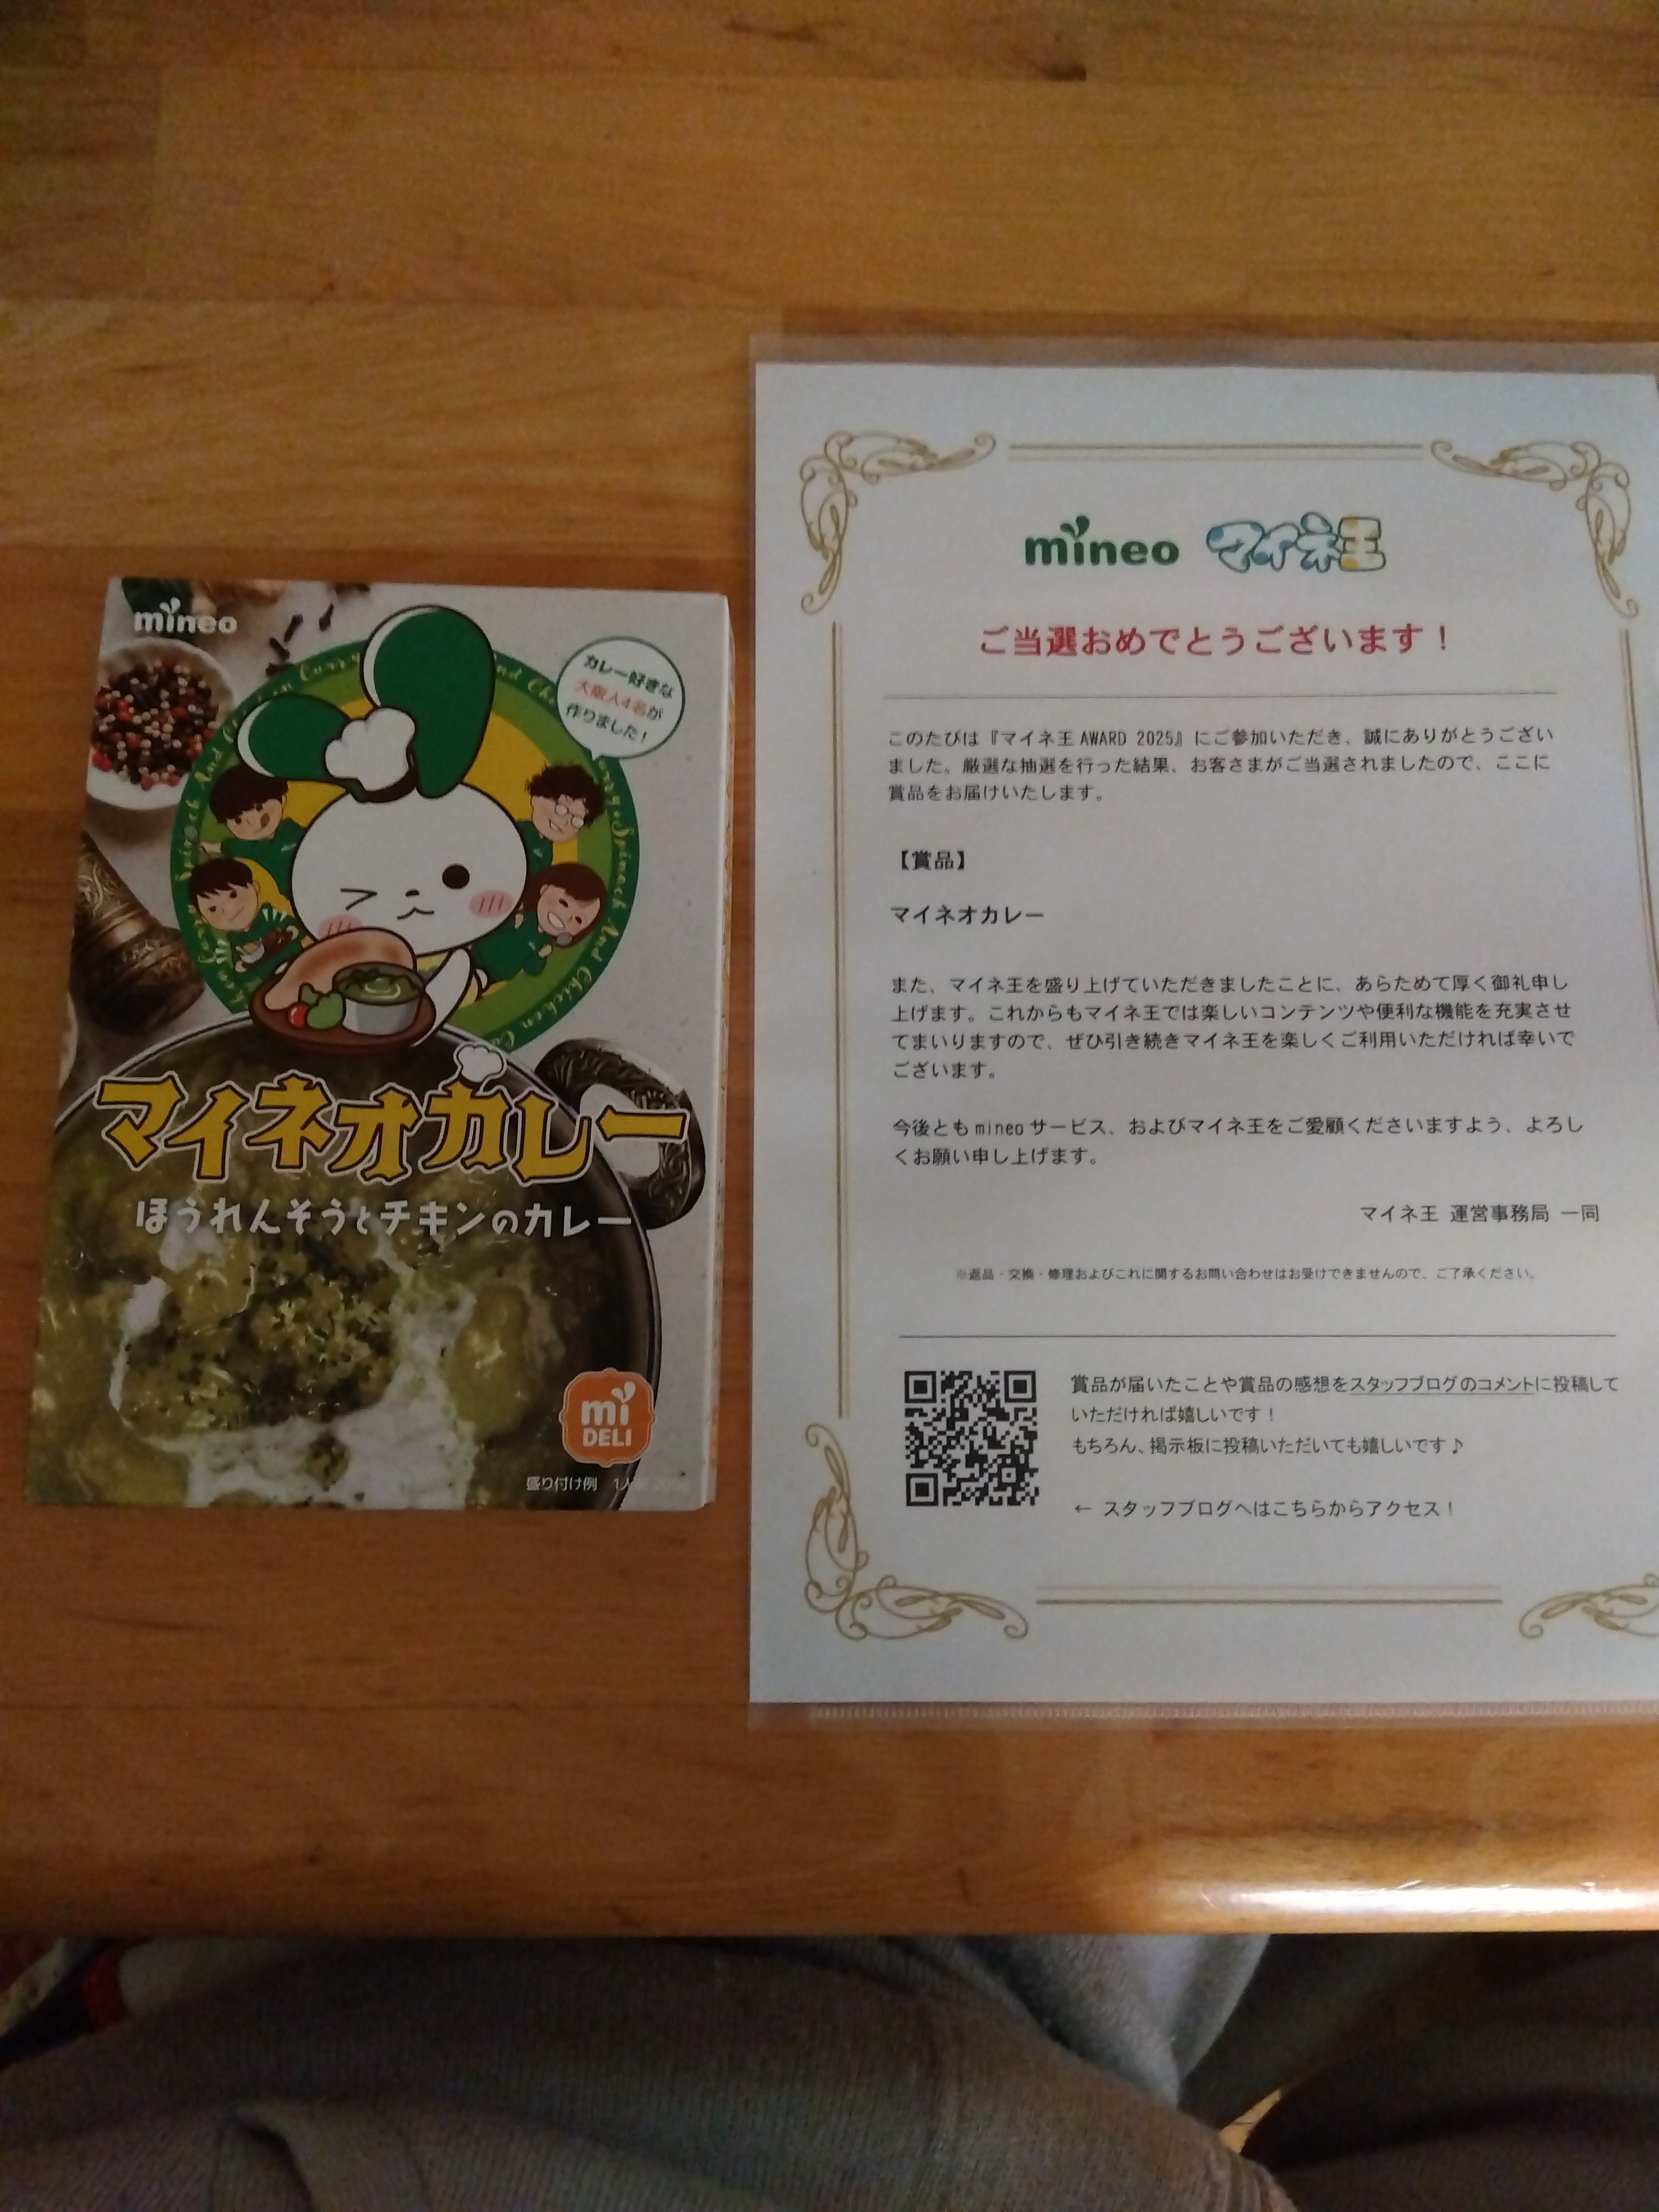 mineo
カレー好きな
大阪人4名が
作りました！
マイネオカレー
ほうれんそうとチキンのカレー
mi
DELI
盛り付け例
mineo マイネ王
ご当選おめでとうございます！
このたびは『マイネ王 AWARD 2025』にご参加いただき、誠にありがとうござい
ました。厳選な抽選を行った結果、お客さまがご当選されましたので、ここに
賞品をお届けいたします。
【賞品】
マイネオカレー
また、マイネ王を盛り上げていただきましたことに、あらためて厚く御礼申し
上げます。これからもマイネ王では楽しいコンテンツや便利な機能を充実させ
てまいりますので、ぜひ引き続きマイネ王を楽しくご利用いただければ幸いで
ございます。
今後とも mineo サービス、およびマイネ王をご愛顧くださいますよう、よろし
くお願い申し上げます。
マイネ王 運営事務局 一同
※返品・交換・修理およびこれに関するお問い合わせはお受けできませんので、ご了承ください。
賞品が届いたことや賞品の感想をスタッフブログのコメントに投稿して
いただければ嬉しいです！
もちろん、掲示板に投稿いただいても嬉しいです♪
← スタッフブログへはこちらからアクセス！